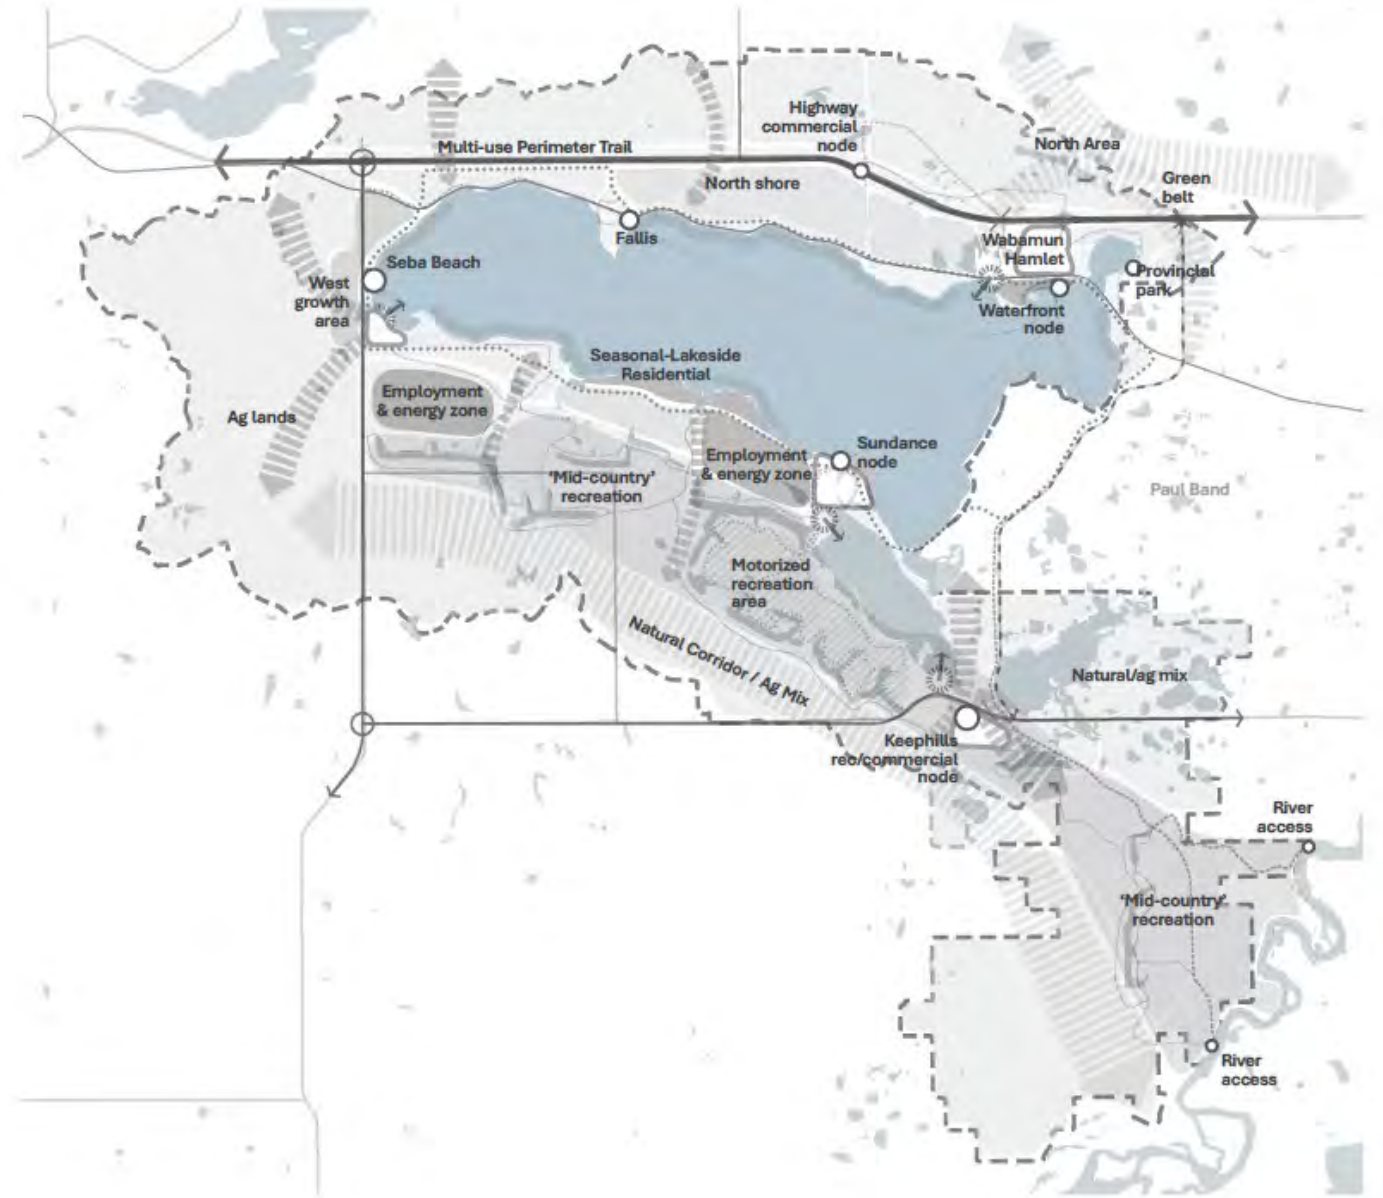 Highway
commercial
node
Multi-use Perimeter Trail
North Area
North shore
Green
belt
Fallis
Wabamun
Hamlet
Seba Beach
Provincial
park
West
growth
area
Waterfront
node
Seasonal-Lakeside
Residential
Employment
& energy zone
Ag lands
Sundance
node
Employment
& energy zone
'Mid-country'
recreation
Paul Band
Motorized
recreation
area
Natural Corridor / Ag Mix
Natural/ag mix
Keephills
rec/commercial
node
River
access
'Mid-country'
recreation
River
access